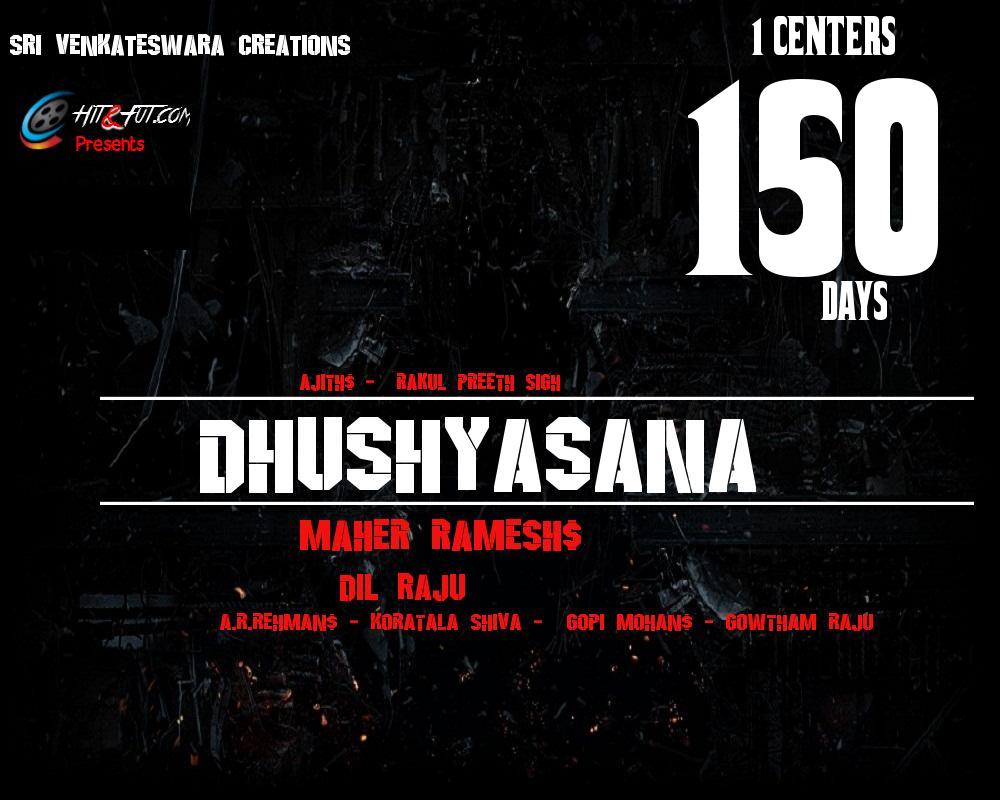 SRI VENKATESWARA CREATIONS
1 CENTERS
HIT&FUT.COM
Presents
150
DAYS
AJITH$ - RAKUL PREETH SIGH
DHUSHYASANA
MAHER RAMESH$
DIL RAJU
A.R.REHMAN$ - KORATALA SHIVA - GOPI MOHAN$ - GOWTHAM RAJU